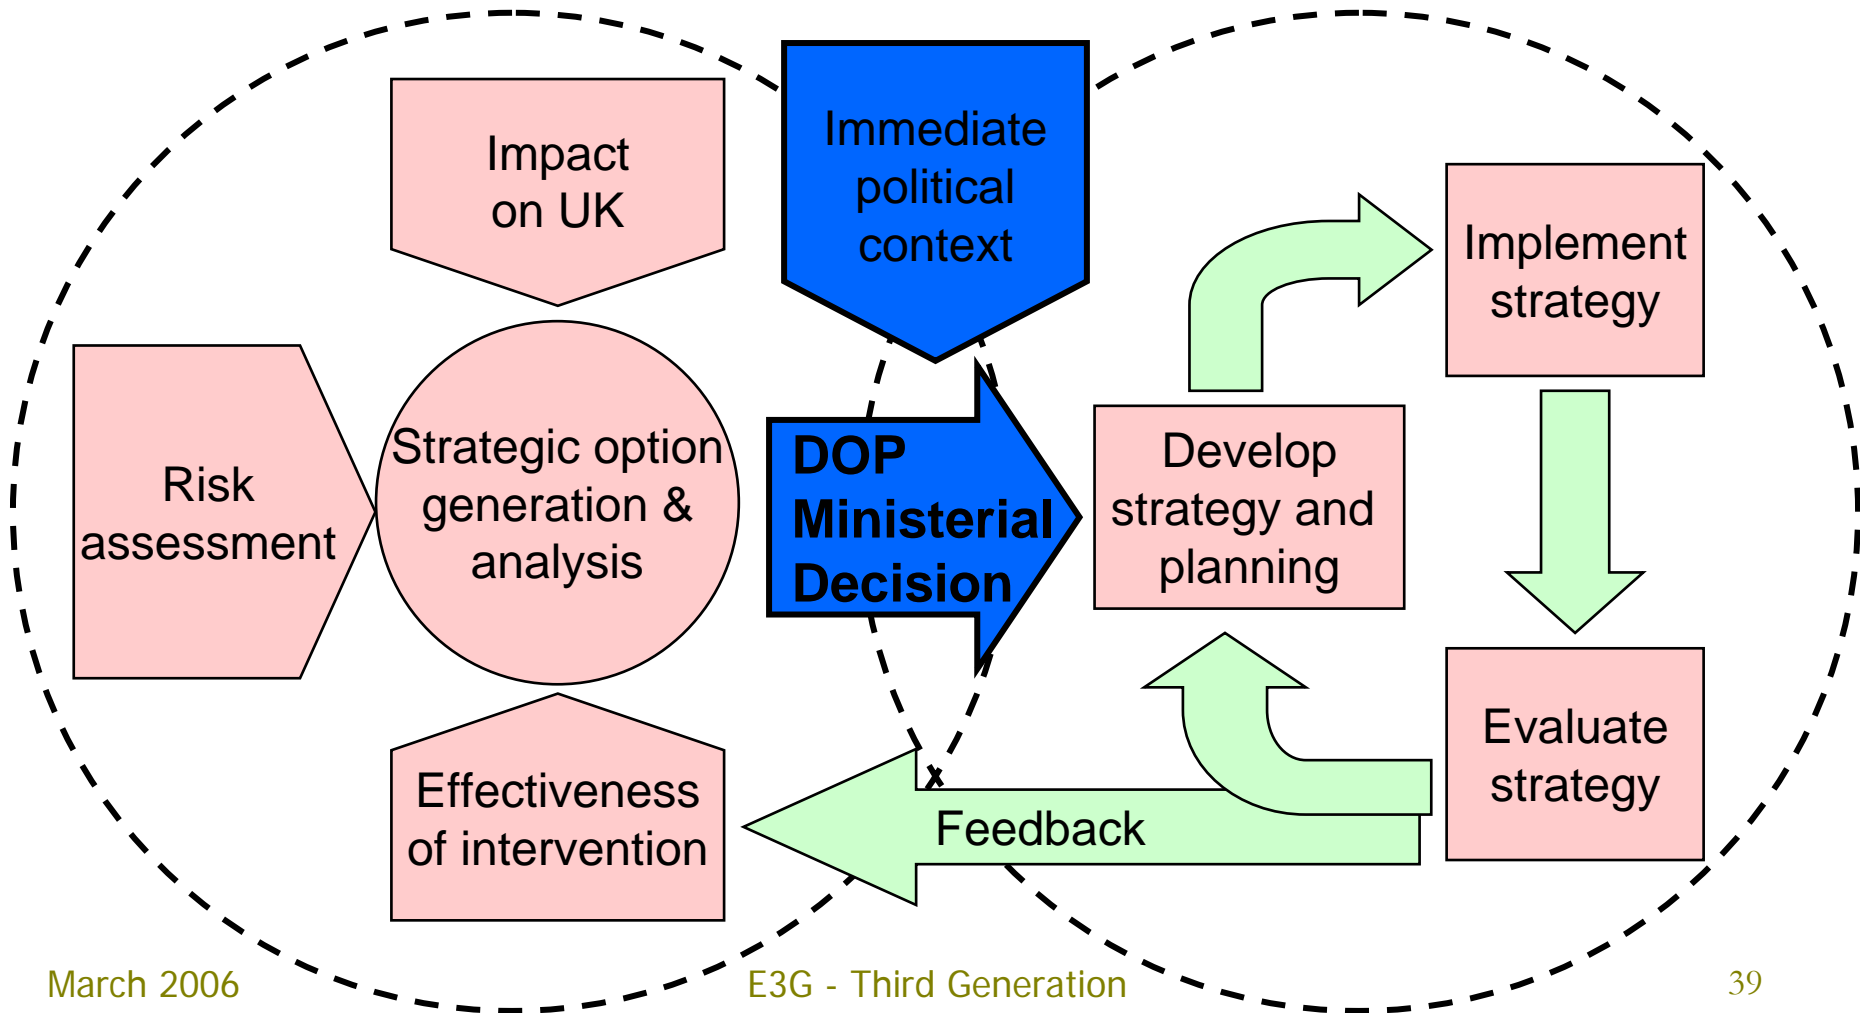 Impact
on UK
Immediate
political
context
Implement
strategy
Risk
assessment
Strategic option
generation &
analysis
DOP
Ministerial
Decision
Develop
strategy and
planning
Effectiveness
of intervention
Feedback
Evaluate
strategy
March 2006
E3G - Third Generation
39